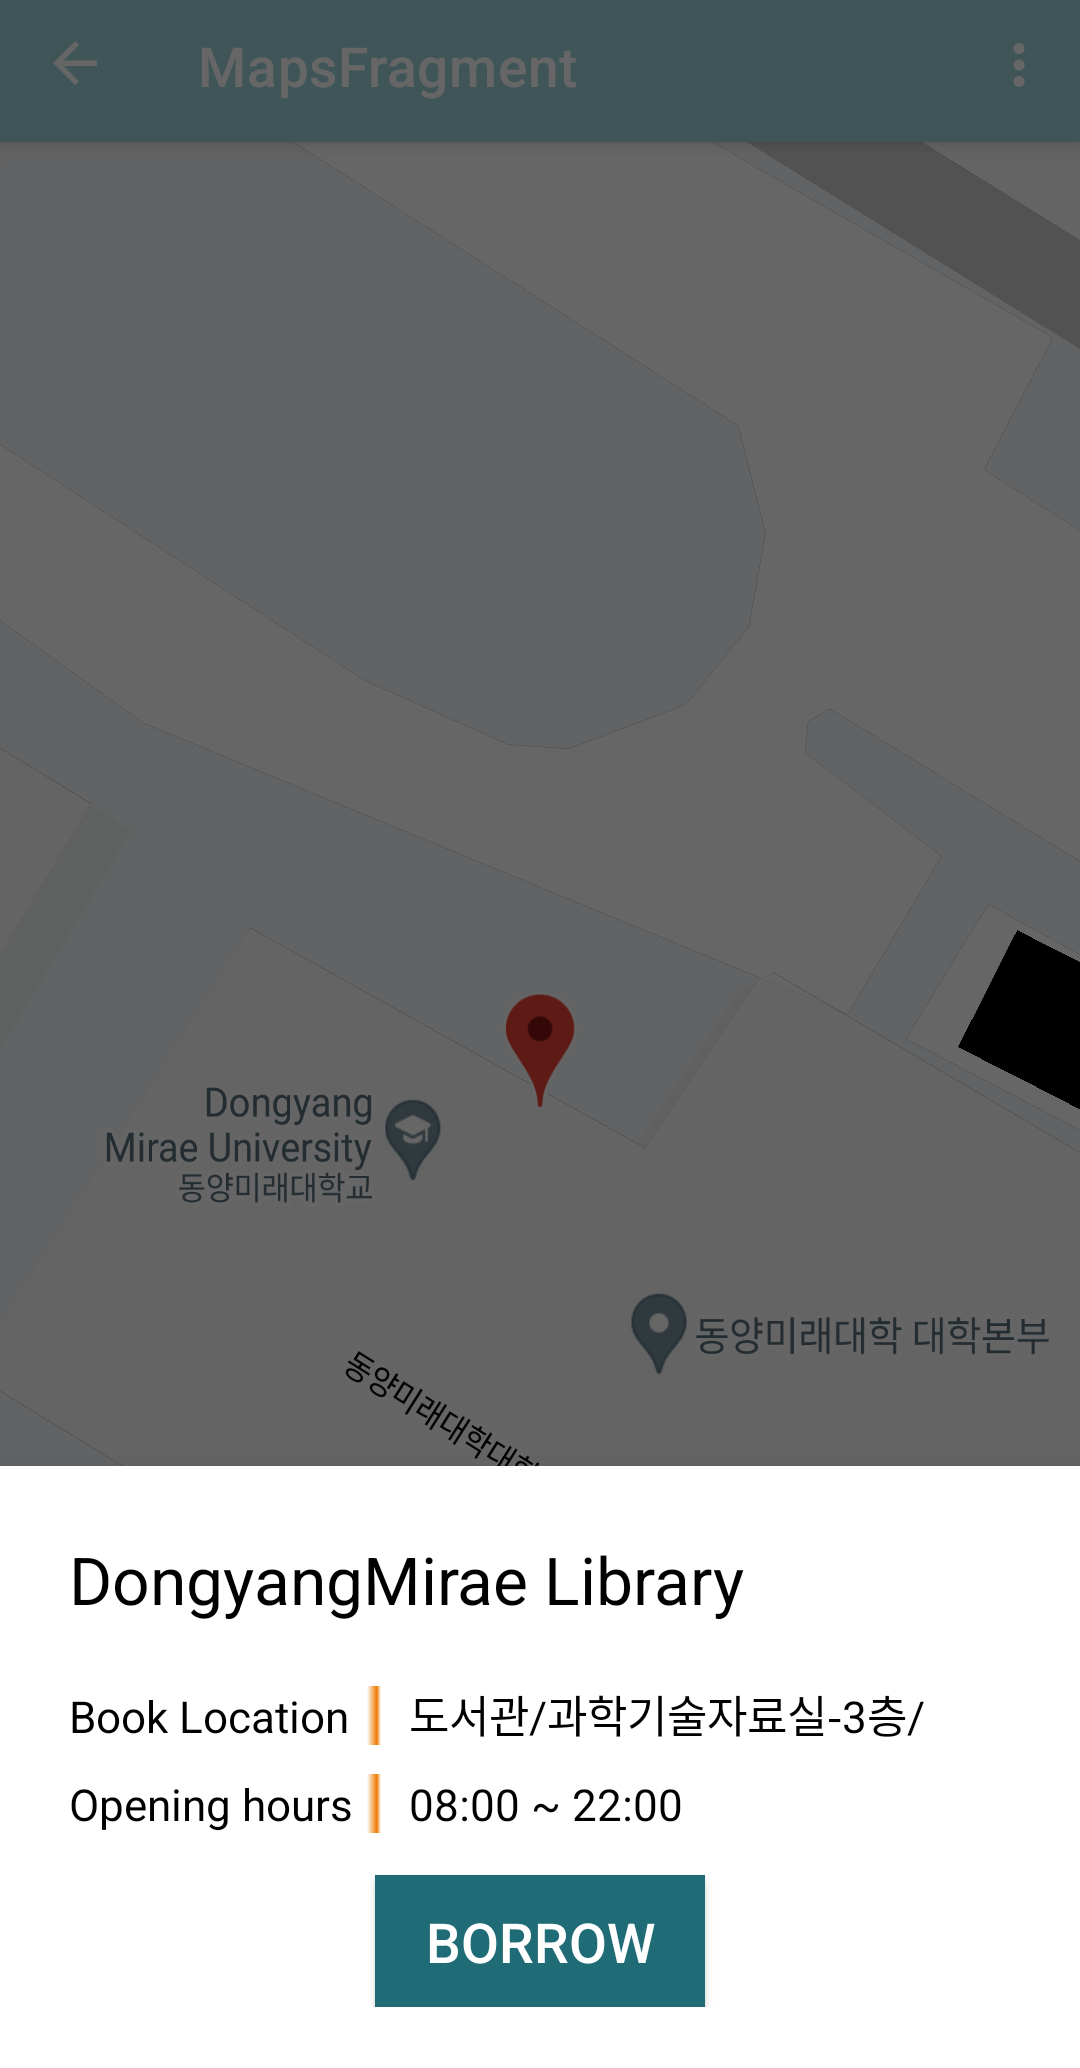 MapsFragment
Dongyang
Mirae University
동양미래대학교
동양미래대학 대학본부
동양미래대학대학
DongyangMirae Library
Book Location 도서관/과학기술자료실-3층/
Opening hours 08:00 ~ 22:00
BORROW